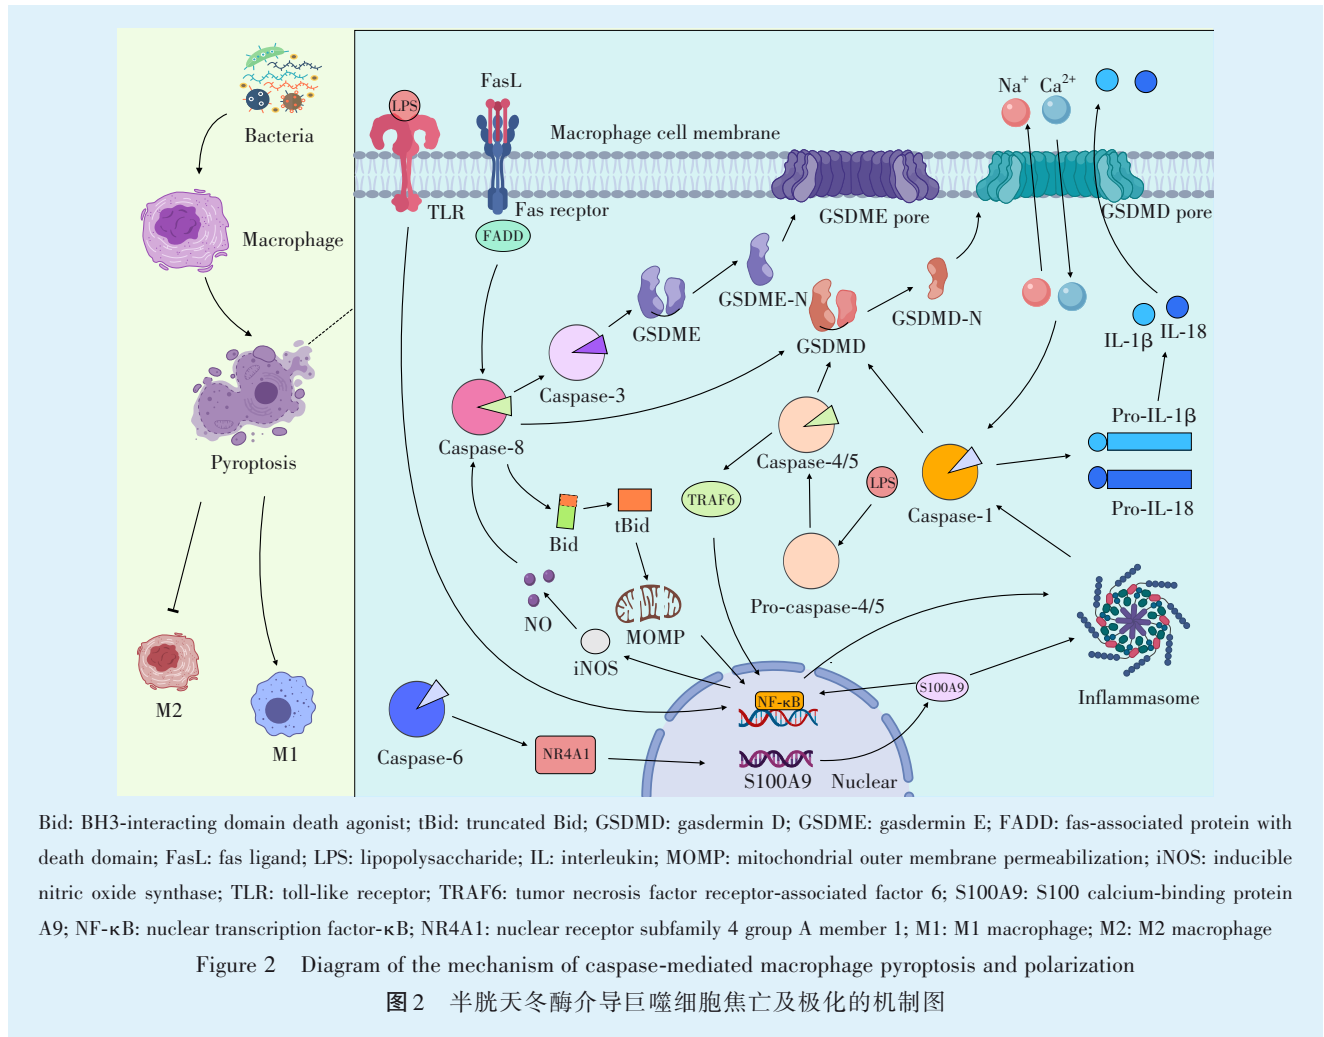 Bacteria
Macrophage
Pyroptosis
M2
M1
LPS
FasL
Macrophage cell membrane
Na⁺
Ca²⁺
TLR
Fas recptor
FADD
GSDME pore
GSDMD pore
GSDME
GSDME-N
GSDMD
GSDMD-N
IL-1β
IL-18
Caspase-3
Caspase-8
Caspase-4/5
Pro-IL-1β
Pro-IL-18
LPS
TRAF6
Caspase-1
Bid
tBid
NO
MOMP
Pro-caspase-4/5
iNOS
Inflammasome
S100A9
NF-κB
Caspase-6
NR4A1
S100A9
Nuclear
Bid: BH3-interacting domain death agonist; tBid: truncated Bid; GSDMD: gasdermin D; GSDME: gasdermin E; FADD: fas-associated protein with
death domain; FasL: fas ligand; LPS: lipopolysaccharide; IL: interleukin; MOMP: mitochondrial outer membrane permeabilization; iNOS: inducible
nitric oxide synthase; TLR: toll-like receptor; TRAF6: tumor necrosis factor receptor-associated factor 6; S100A9: S100 calcium-binding protein
A9; NF-κB: nuclear transcription factor-κB; NR4A1: nuclear receptor subfamily 4 group A member 1; M1: M1 macrophage; M2: M2 macrophage
Figure 2 Diagram of the mechanism of caspase-mediated macrophage pyroptosis and polarization
图2 半胱天冬酶介导巨噬细胞焦亡及极化的机制图